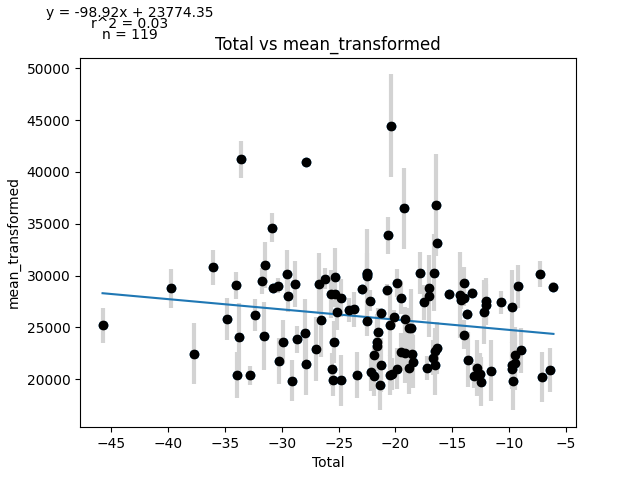 y = -98.92x + 23774.35
r^2 = 0.03
n = 119
Total vs mean_transformed
50000
45000
40000
35000
30000
25000
20000
mean_transformed
−45 −40 −35 −30 −25 −20 −15 −10 −5
Total